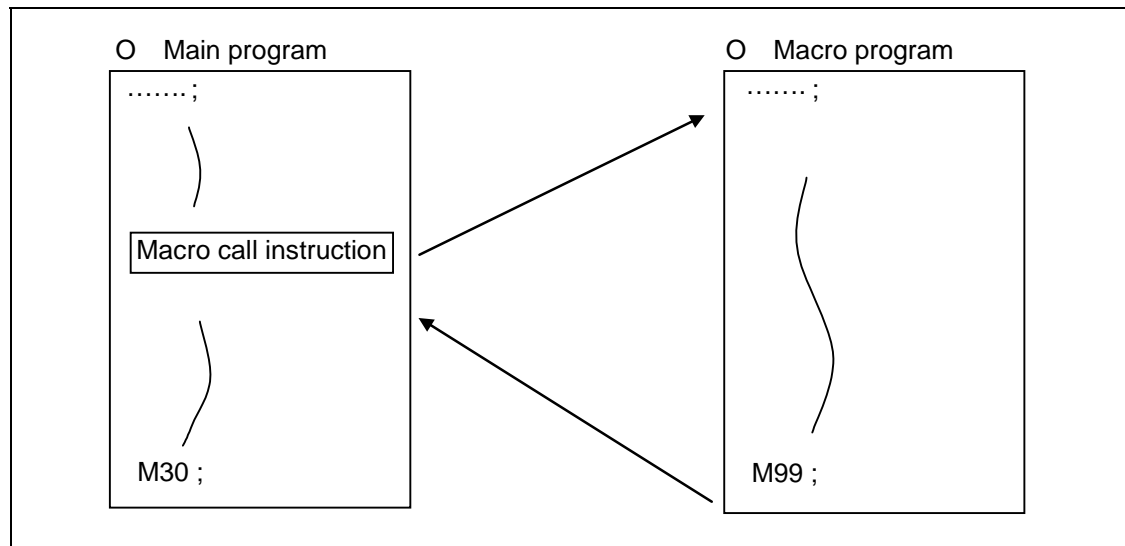 O Main program
....... ;
Macro call instruction
M30 ;
O Macro program
....... ;
M99 ;